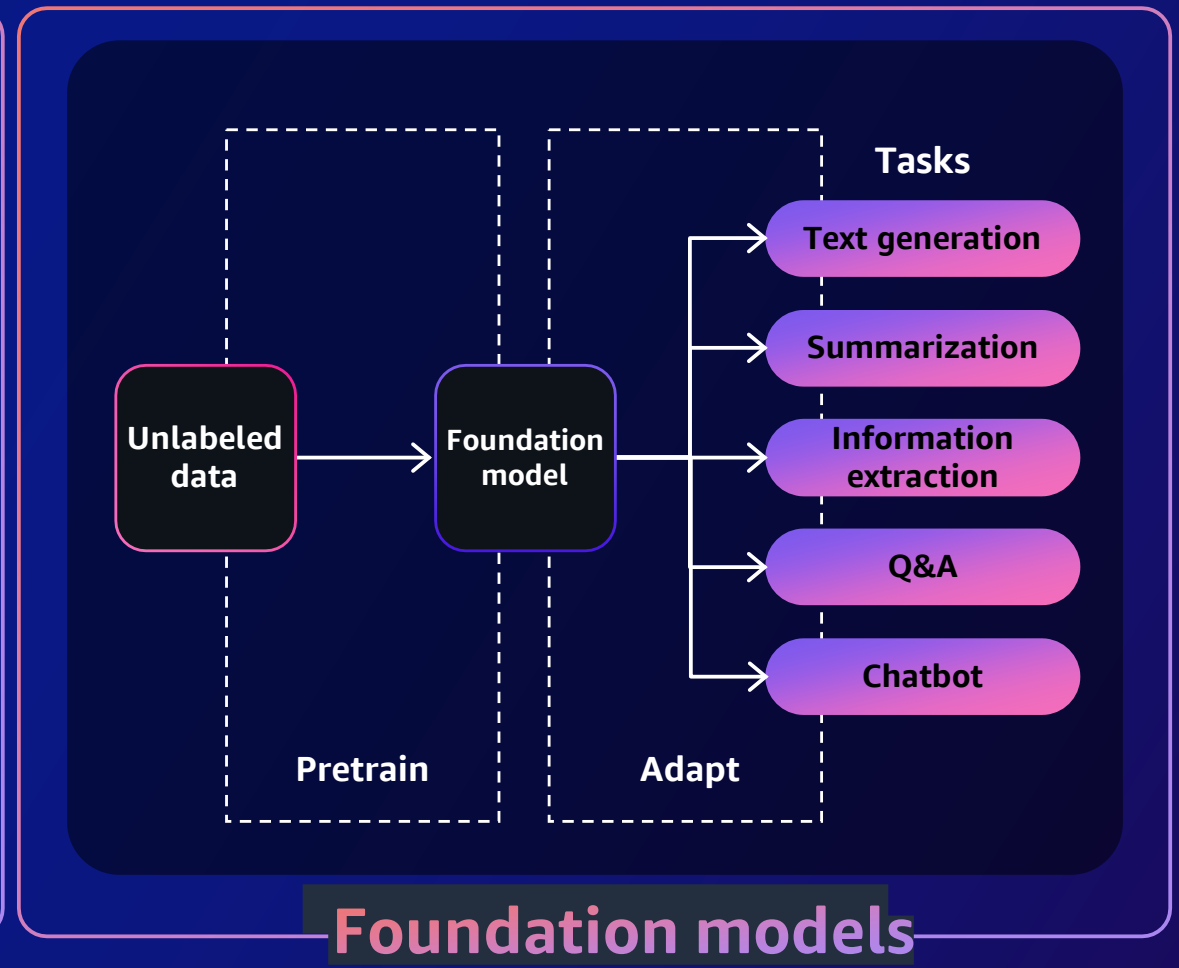 Tasks
Text generation
Summarization
Unlabeled
data
Foundation
model
Information
extraction
Q&A
Chatbot
Pretrain
Adapt
Foundation models